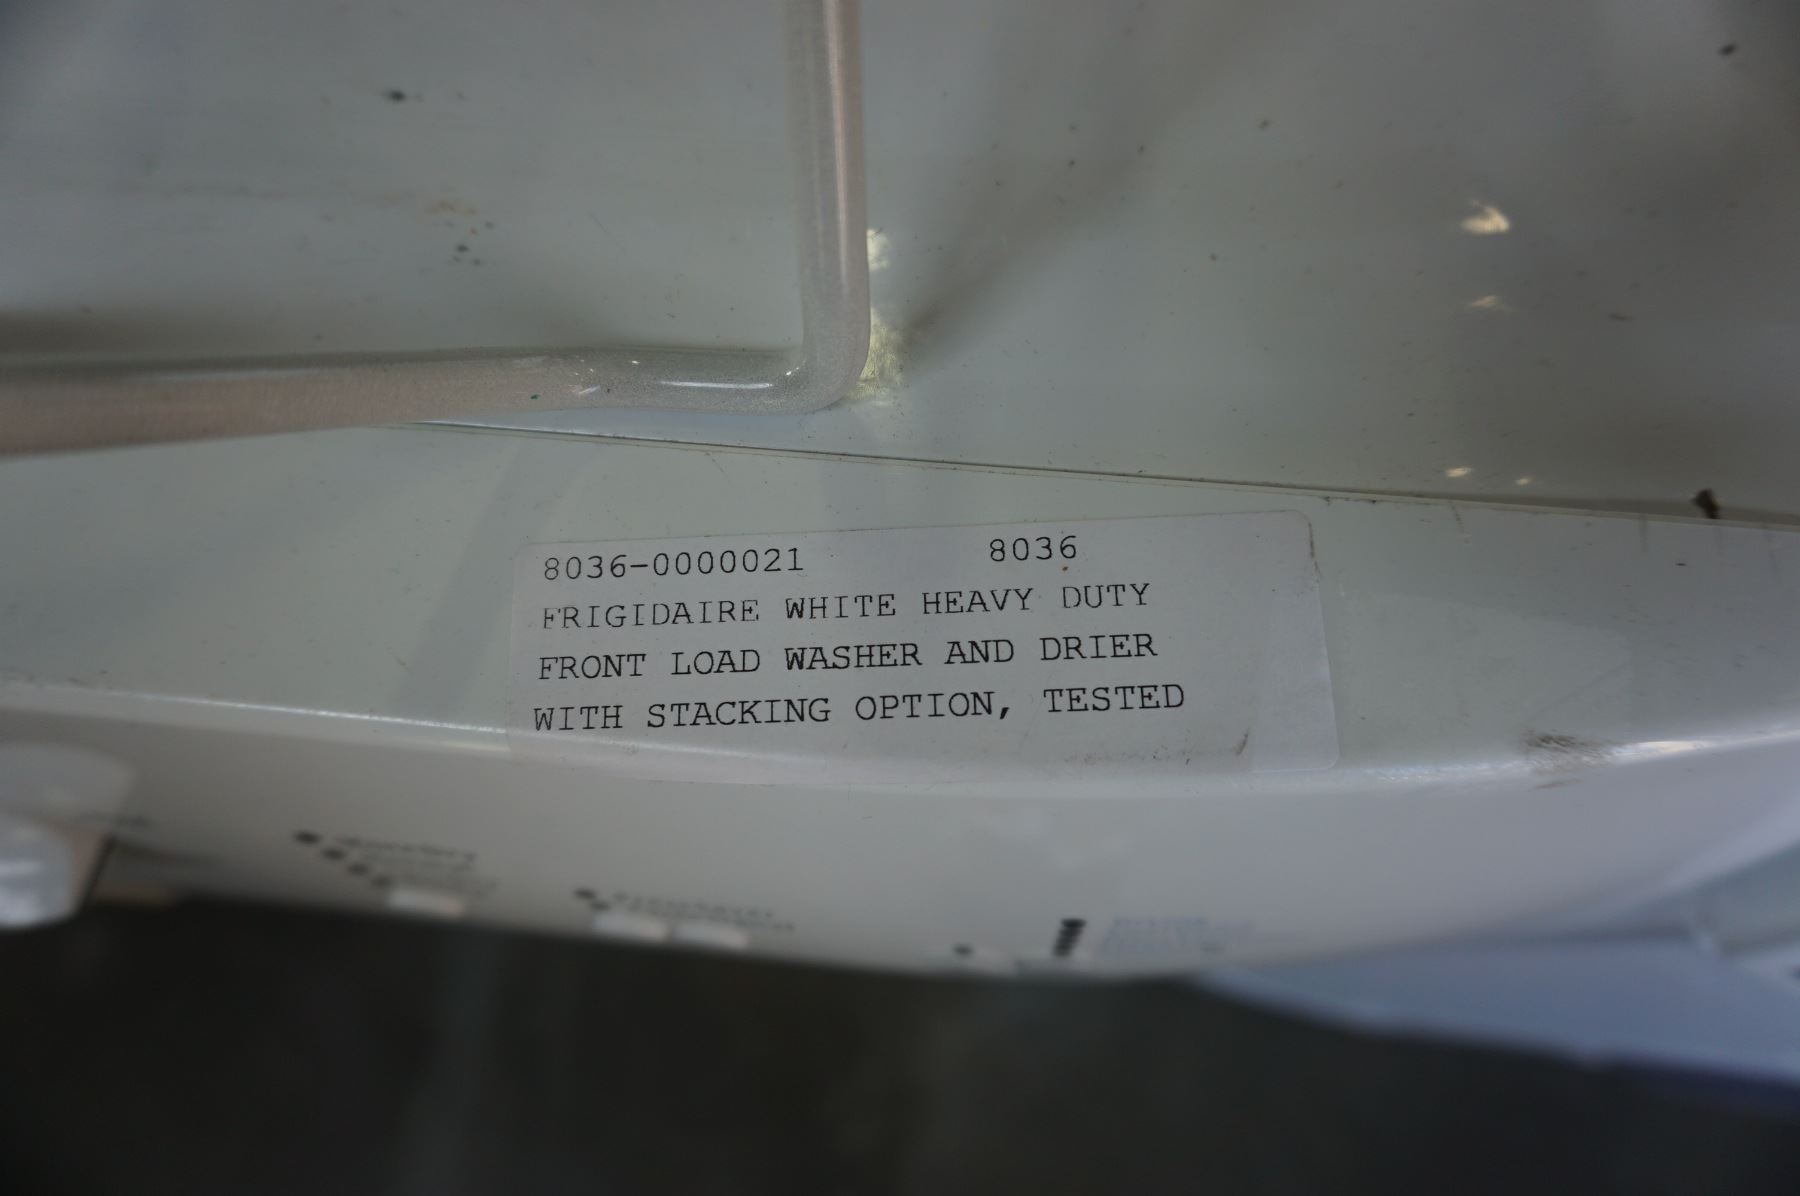 8036-0000021 8036
FRIGIDAIRE WHITE HEAVY DUTY
FRONT LOAD WASHER AND DRIER
WITH STACKING OPTION, TESTED